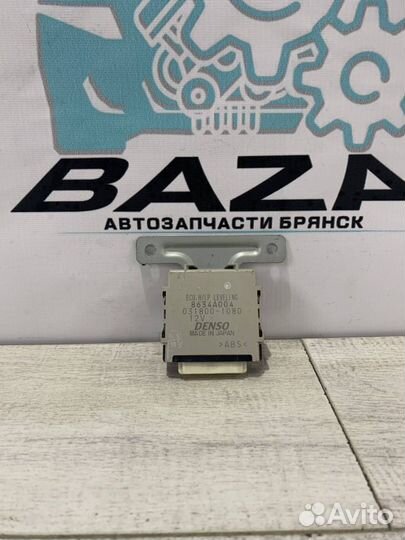 BAZA
АВТОЗАПЧАСТИ БРЯНСК
ECU.H/LP LEVELING
8634A004
031800-1080
12V
DENSO
MADE IN JAPAN
>ABS<
Avito